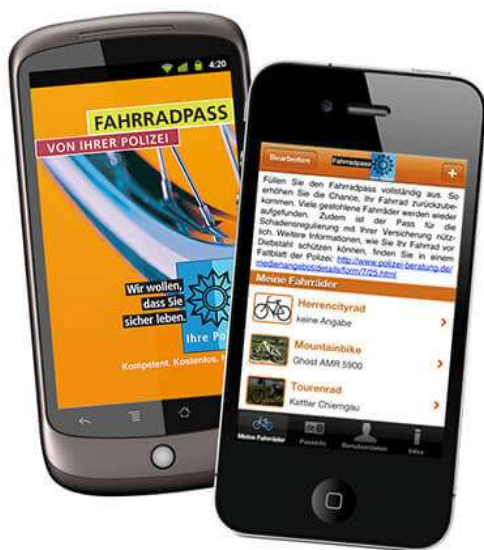 4:20
FAHRRADPASS
VON IHRER POLIZEI
Wir wollen,
dass Sie
sicher leben.
Ihre Po
Kompetent. Kostenlos. N
Bearbeiten
Fahrradpass
+
Füllen Sie den Fahrradpass vollständig aus. So
erhöhen Sie die Chance, Ihr Fahrrad zurückzube-
kommen. Viele gestohlene Fahrräder werden wieder
aufgefunden. Zudem ist der Pass für die
Schadensregulierung mit Ihrer Versicherung nütz-
lich. Weitere Informationen, wie Sie Ihr Fahrrad vor
Diebstahl schützen können, finden Sie in einem
Faltblatt der Polizei: http://www.polizei-beratung.de/
medienangebot/details/form/7/25.html
Meine Fahrräder
Herrencityrad
keine Angabe
Mountainbike
Ghost AMR 5900
Tourenrad
Kettler Chiemgau
Meine Fahrräder
Passinfo
Benutzerdaten
Infos